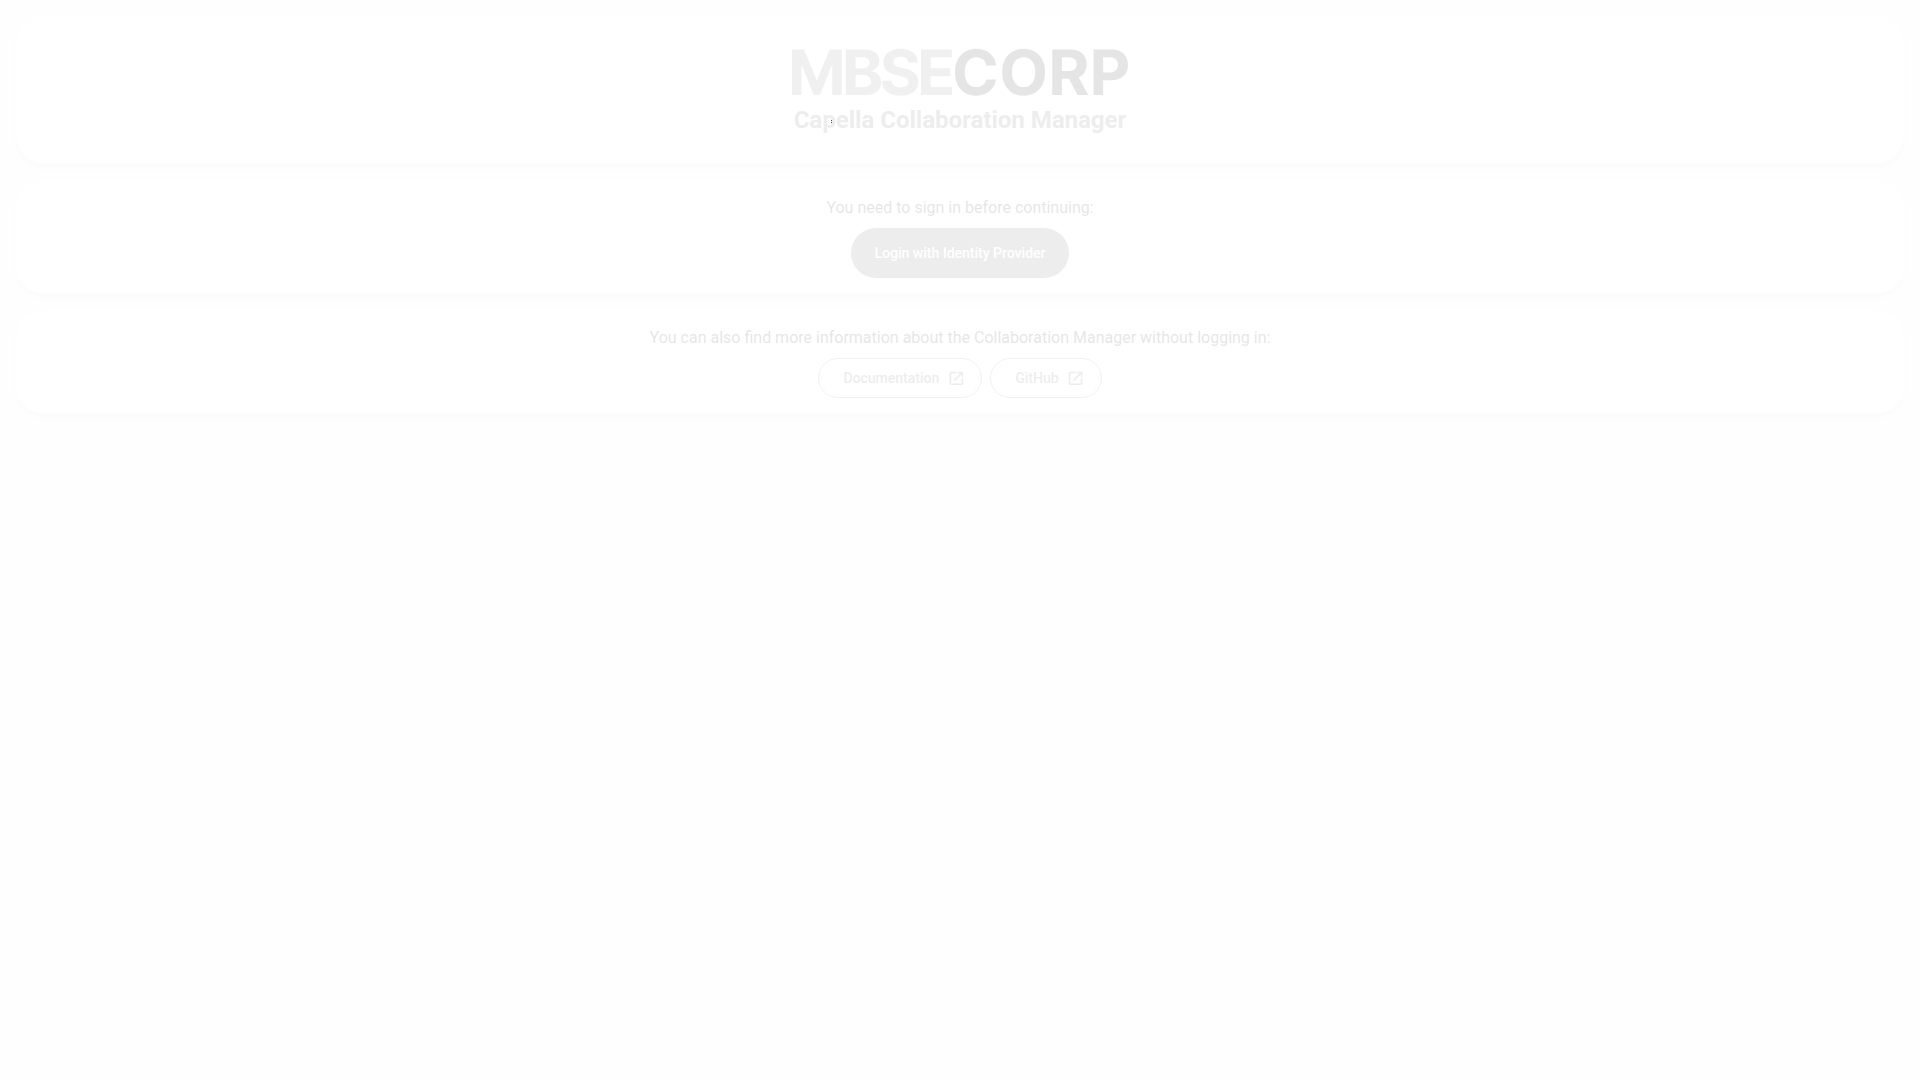 MBSECORP
Capella Collaboration Manager
You need to sign in before continuing:
Login with Identity Provider
You can also find more information about the Collaboration Manager without logging in:
Documentation
GitHub